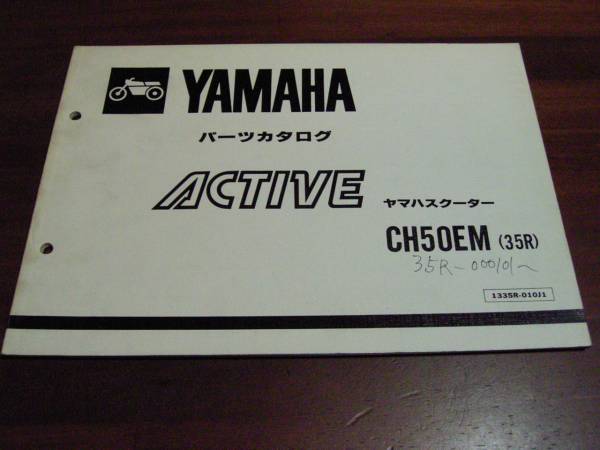 YAMAHA
パーツカタログ
ACTIVE ヤマハスクーター
CH50EM (35R)
35R-000101~
1335R-010J1